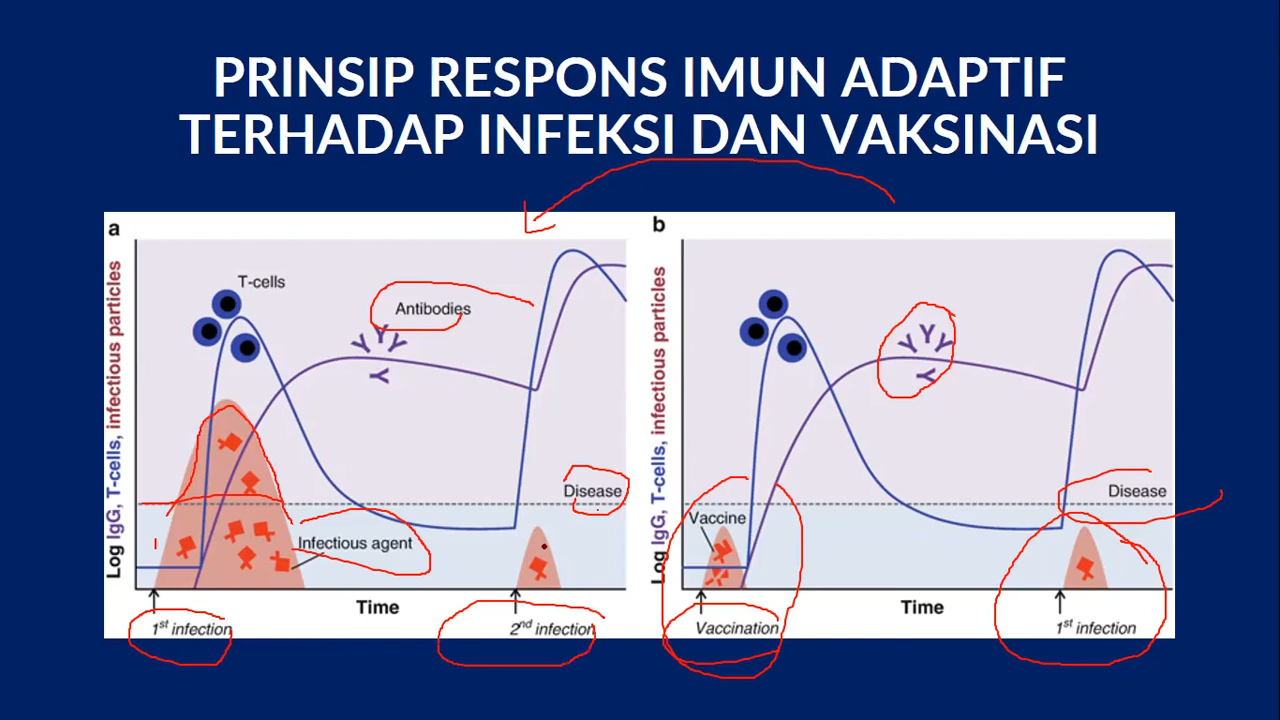 PRINSIP RESPONS IMUN ADAPTIF
TERHADAP INFEKSI DAN VAKSINASI
a
Log IgG, T-cells, infectious particles
T-cells
Antibodies
Disease
Infectious agent
Time
1st infection
2nd infection
b
Log IgG, T-cells, infectious particles
Disease
Vaccine
Time
Vaccination
1st infection